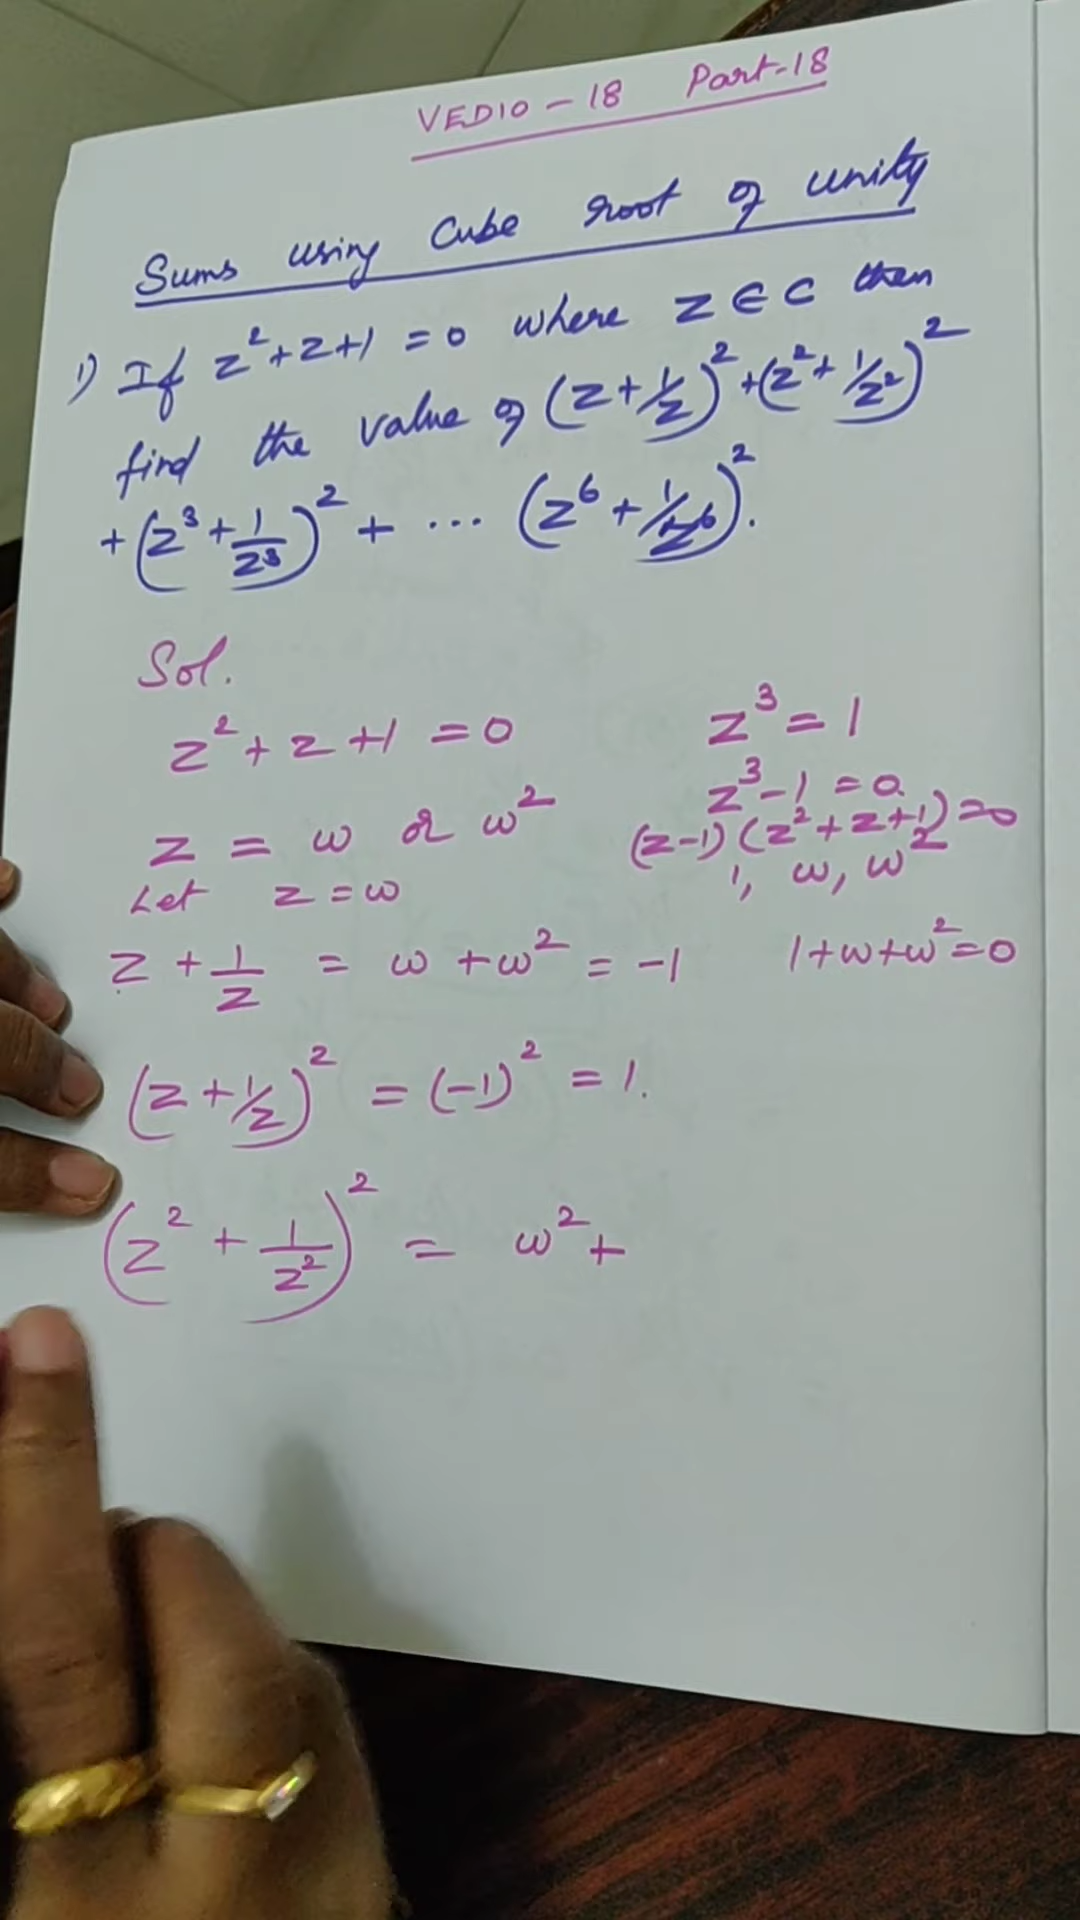 VEDIO - 18 Part-18
Sums using Cube root of unity
1) If z²+z+1 = 0 where z ∈ C then
find the value of (z+1/z)²+(z²+1/z²)²
+(z³+1/z³)² + ... (z⁶+1/z⁶)².
Sol.
z²+z+1 = 0
z³ = 1
z³-1 = 0
z = ω or ω²
(z-1)(z²+z+1)=0
Let z = ω
1, ω, ω²
z + 1/z = ω + ω² = -1
1+ω+ω²=0
(z+1/z)² = (-1)² = 1.
(z² + 1/z²)² = ω² +